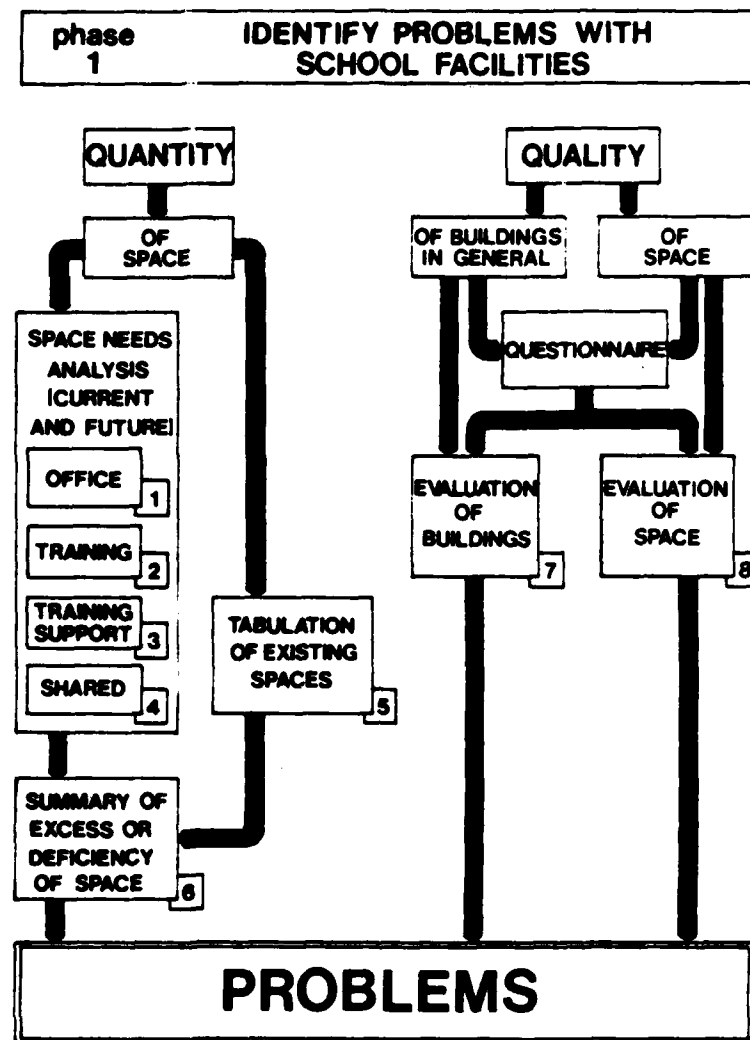 phase
1
IDENTIFY PROBLEMS WITH
SCHOOL FACILITIES
QUANTITY
OF
SPACE
SPACE NEEDS
ANALYSIS
(CURRENT
AND FUTURE)
OFFICE
1
TRAINING
2
TRAINING
SUPPORT
3
SHARED
4
TABULATION
OF EXISTING
SPACES
5
SUMMARY OF
EXCESS OR
DEFICIENCY
OF SPACE
6
QUALITY
OF BUILDINGS
IN GENERAL
OF
SPACE
QUESTIONNAIRE
EVALUATION
OF
BUILDINGS
7
EVALUATION
OF
SPACE
8
PROBLEMS